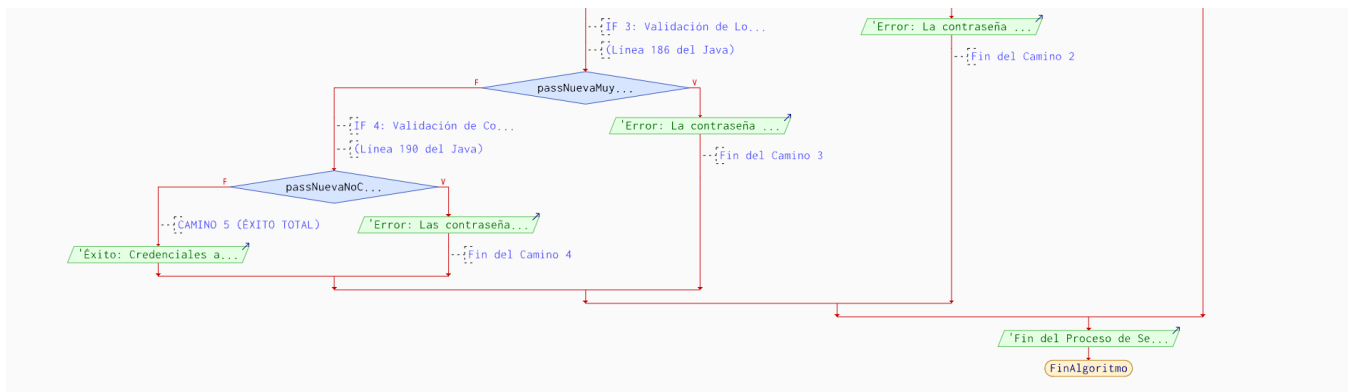 IF 3: Validación de Lo...
'Error: La contraseña ...
(Línea 186 del Java)
Fin del Camino 2
F
passNuevaMuy...
V
IF 4: Validación de Co...
'Error: La contraseña ...
(Línea 190 del Java)
Fin del Camino 3
F
passNuevaNoC...
V
CAMINO 5 (ÉXITO TOTAL)
'Error: Las contraseña...
'Éxito: Credenciales a...
Fin del Camino 4
'Fin del Proceso de Se...
FinAlgoritmo